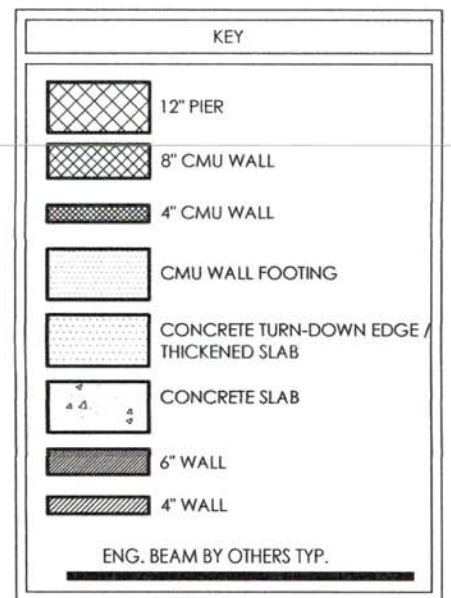 KEY
12" PIER
8" CMU WALL
4" CMU WALL
CMU WALL FOOTING
CONCRETE TURN-DOWN EDGE /
THICKENED SLAB
CONCRETE SLAB
6" WALL
4" WALL
ENG. BEAM BY OTHERS TYP.